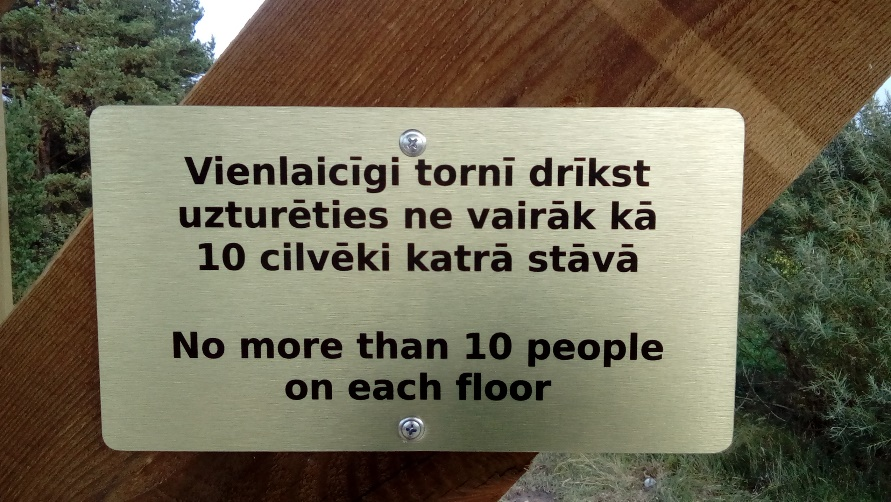 Vienlaicīgi tornī drīkst
uzturēties ne vairāk kā
10 cilvēki katrā stāvā
No more than 10 people
on each floor